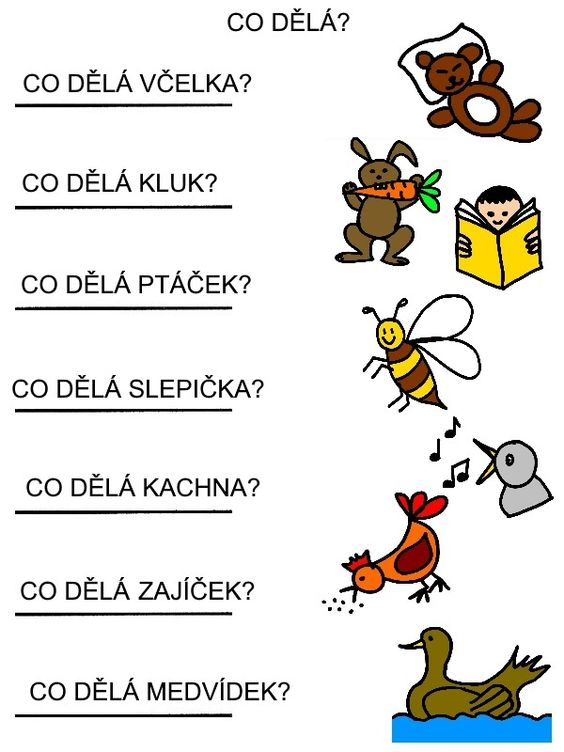 CO DĚLÁ?
CO DĚLÁ VČELKA?
CO DĚLÁ KLUK?
CO DĚLÁ PTÁČEK?
CO DĚLÁ SLEPIČKA?
CO DĚLÁ KACHNA?
CO DĚLÁ ZAJÍČEK?
CO DĚLÁ MEDVÍDEK?